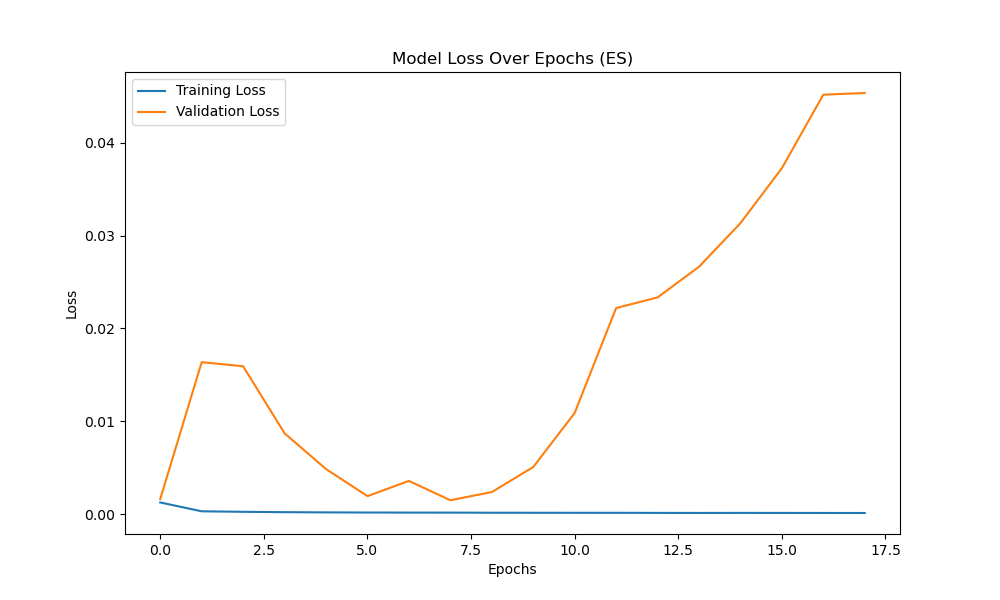 Model Loss Over Epochs (ES)
Training Loss
Validation Loss
0.04
0.03
0.02
0.01
0.00
Loss
0.0 2.5 5.0 7.5 10.0 12.5 15.0 17.5
Epochs